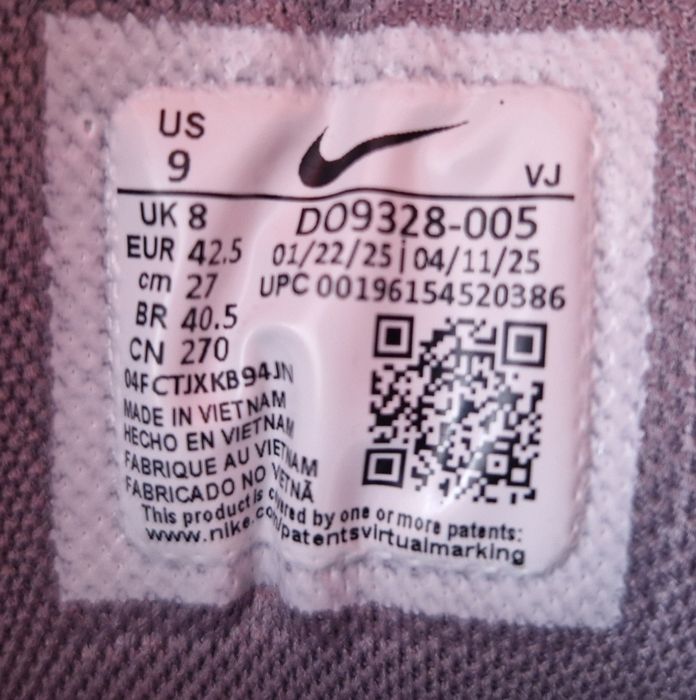 US
9
VJ
UK 8
EUR 42.5
cm 27
BR 40.5
CN 270
DO9328-005
01/22/25 | 04/11/25
UPC 00196154520386
04FCTJXKB94JN
MADE IN VIETNAM
HECHO EN VIETNAM
FABRIQUE AU VIETNAM
FABRICADO NO VIETNÃ
This product is covered by one or more patents:
www.nike.com/patentsvirtualmarking